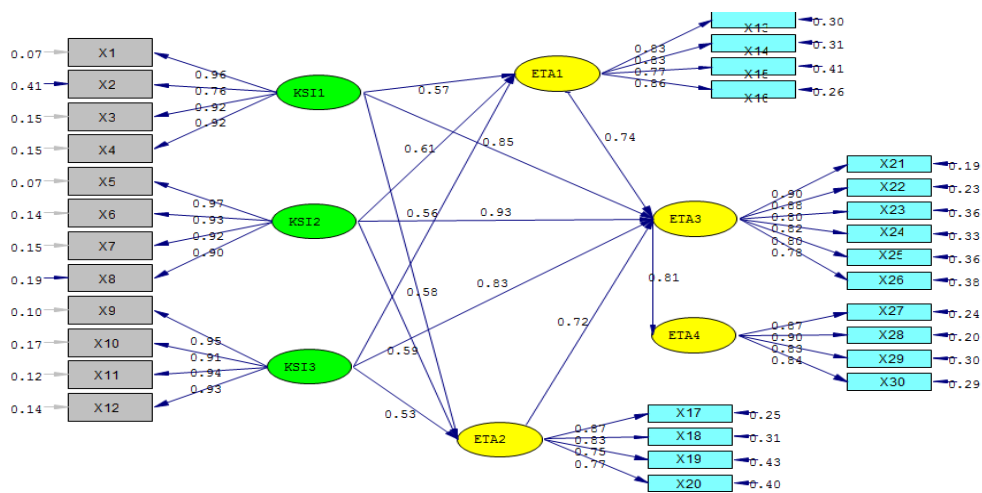 0.07 X1
0.96
0.41 X2
0.76
0.15 X3
0.92
0.15 X4
0.92
KSI1
0.07 X5
0.97
0.14 X6
0.93
0.15 X7
0.92
0.19 X8
0.90
KSI2
0.10 X9
0.95
0.17 X10
0.91
0.12 X11
0.94
0.14 X12
0.93
KSI3
0.57
0.61
0.85
0.56
0.93
0.58
0.83
0.59
0.53
0.74
0.72
0.81
ETA1
0.83
X13 0.30
0.83
X14 0.31
0.77
X15 0.41
0.86
X16 0.26
ETA3
0.90
X21 0.19
0.88
X22 0.23
0.80
X23 0.36
0.82
X24 0.33
0.80
X25 0.36
0.78
X26 0.38
ETA4
0.87
X27 0.24
0.90
X28 0.20
0.83
X29 0.30
0.84
X30 0.29
ETA2
0.87
X17 0.25
0.83
X18 0.31
0.75
X19 0.43
0.77
X20 0.40